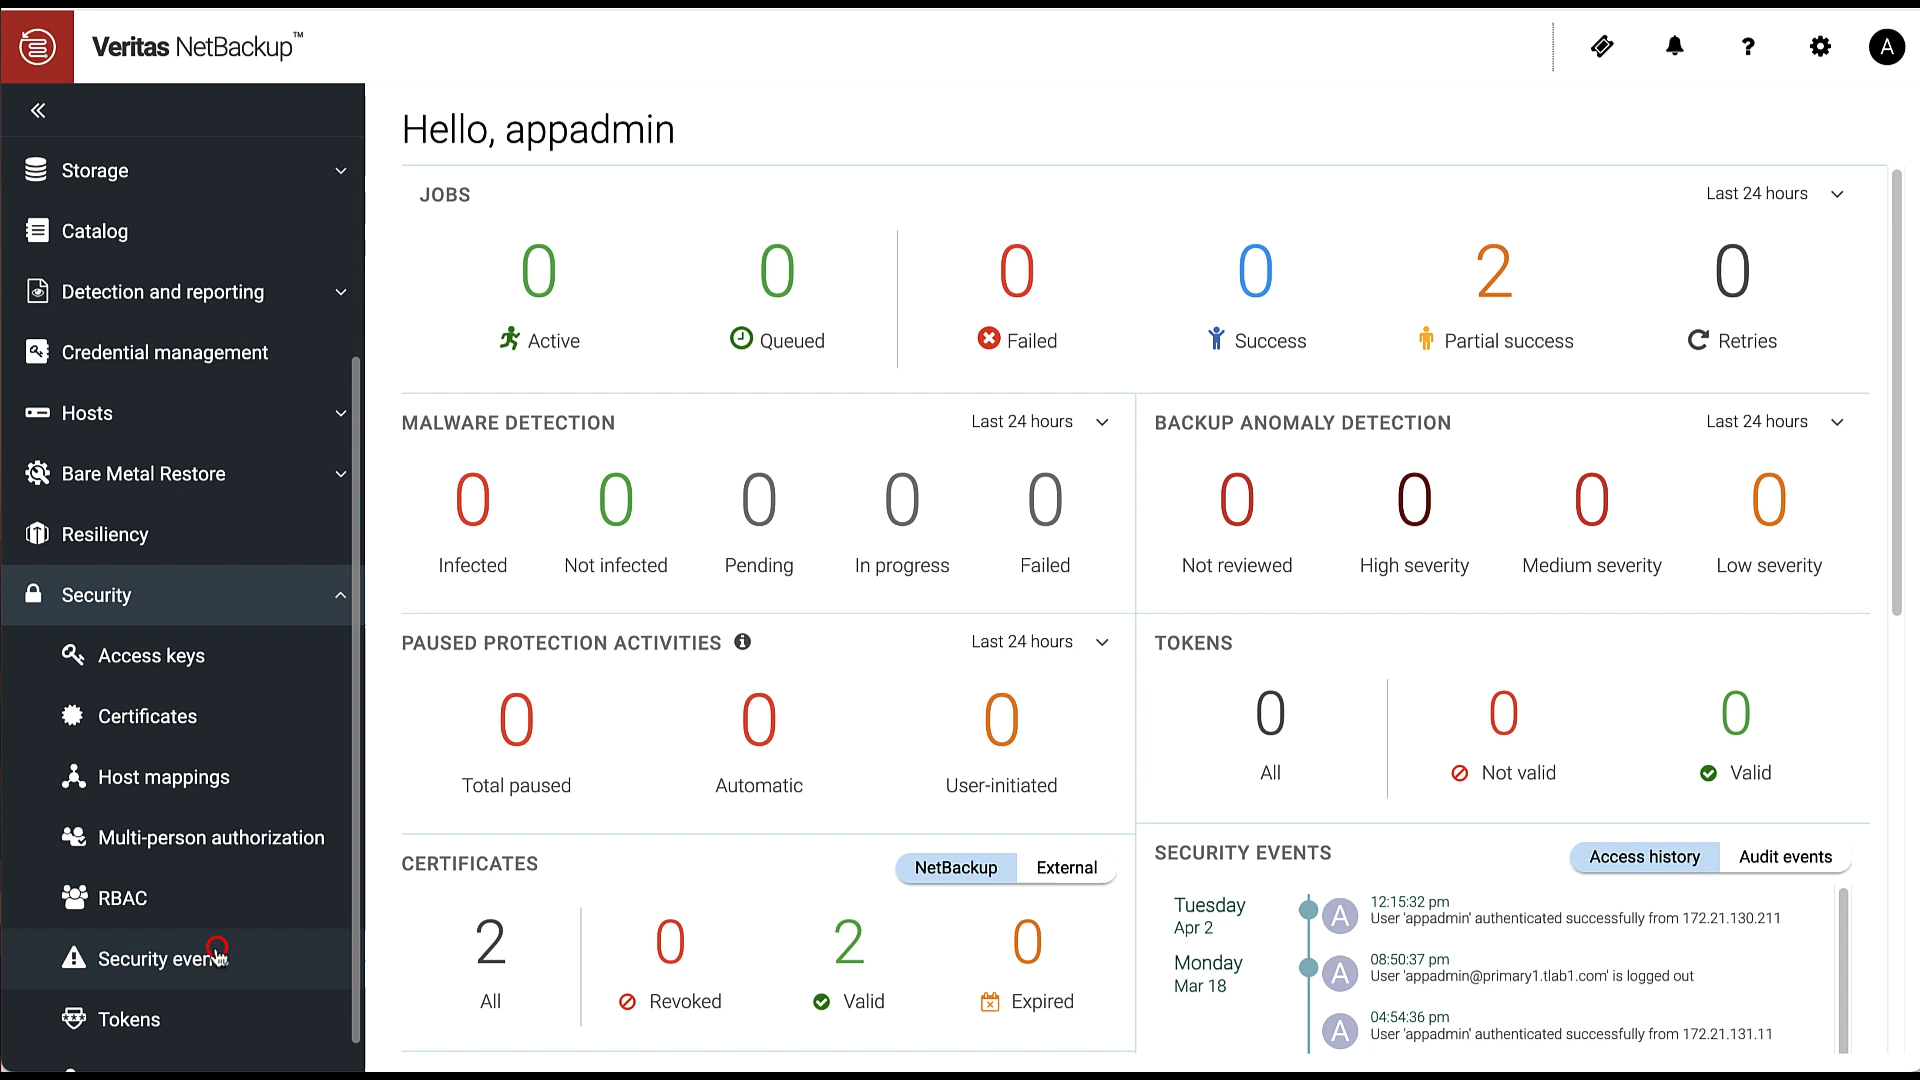 Veritas NetBackup™
A
Storage
Catalog
Detection and reporting
Credential management
Hosts
Bare Metal Restore
Resiliency
Security
Access keys
Certificates
Host mappings
Multi-person authorization
RBAC
Security
Tokens
Hello, appadmin
JOBS
Last 24 hours
0 0 0 0 2 0
Active Queued Failed Success Partial success Retries
MALWARE DETECTION
Last 24 hours
0 0 0 0 0
Infected Not infected Pending In progress Failed
BACKUP ANOMALY DETECTION
Last 24 hours
0 0 0 0
Not reviewed High severity Medium severity Low severity
PAUSED PROTECTION ACTIVITIES
Last 24 hours
0 0 0
Total paused Automatic User-initiated
TOKENS
0 0 0
All Not valid Valid
CERTIFICATES
NetBackup External
2 0 2 0
All Revoked Valid Expired
SECURITY EVENTS
Access history Audit events
Tuesday
Apr 2
A
12:15:32 pm
User 'appadmin' authenticated successfully from 172.21.130.211
Monday
Mar 18
A
08:50:37 pm
User 'appadmin@primary1.tlab1.com' is logged out
A
04:54:36 pm
User 'appadmin' authenticated successfully from 172.21.131.11